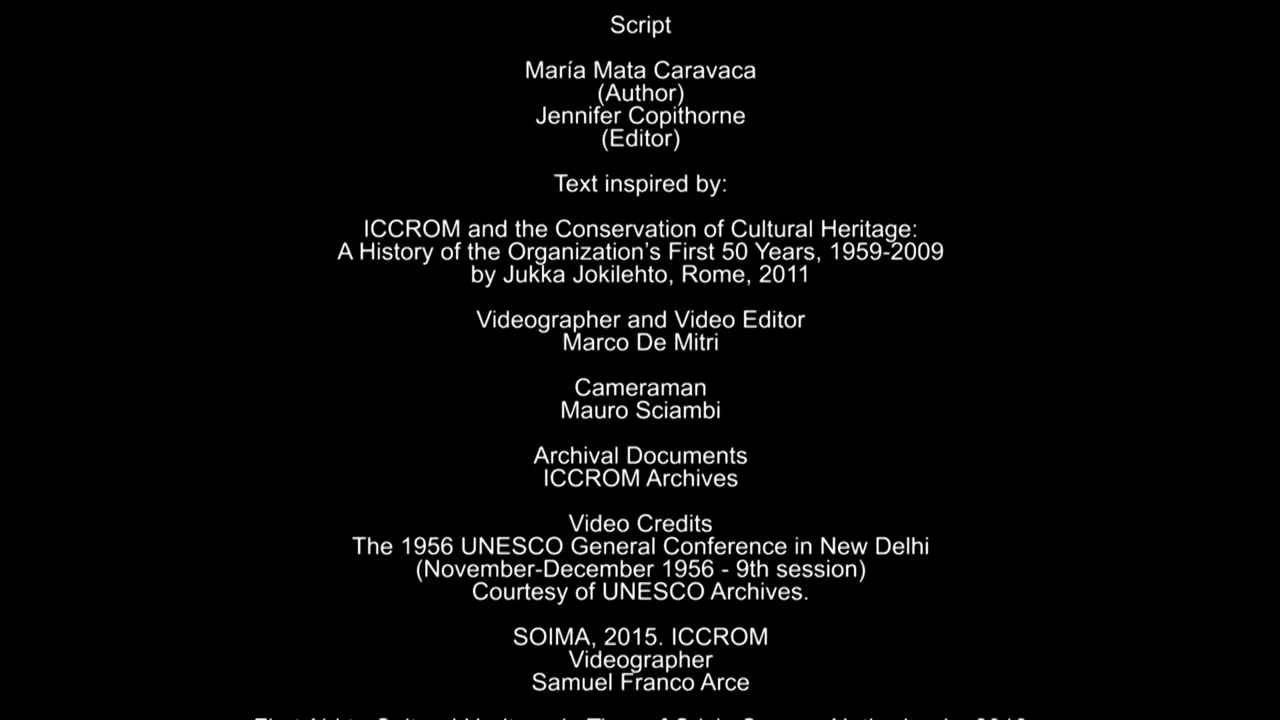 Script
María Mata Caravaca
(Author)
Jennifer Copithorne
(Editor)
Text inspired by:
ICCROM and the Conservation of Cultural Heritage:
A History of the Organization’s First 50 Years, 1959-2009
by Jukka Jokilehto, Rome, 2011
Videographer and Video Editor
Marco De Mitri
Cameraman
Mauro Sciambi
Archival Documents
ICCROM Archives
Video Credits
The 1956 UNESCO General Conference in New Delhi
(November-December 1956 - 9th session)
Courtesy of UNESCO Archives.
SOIMA, 2015. ICCROM
Videographer
Samuel Franco Arce